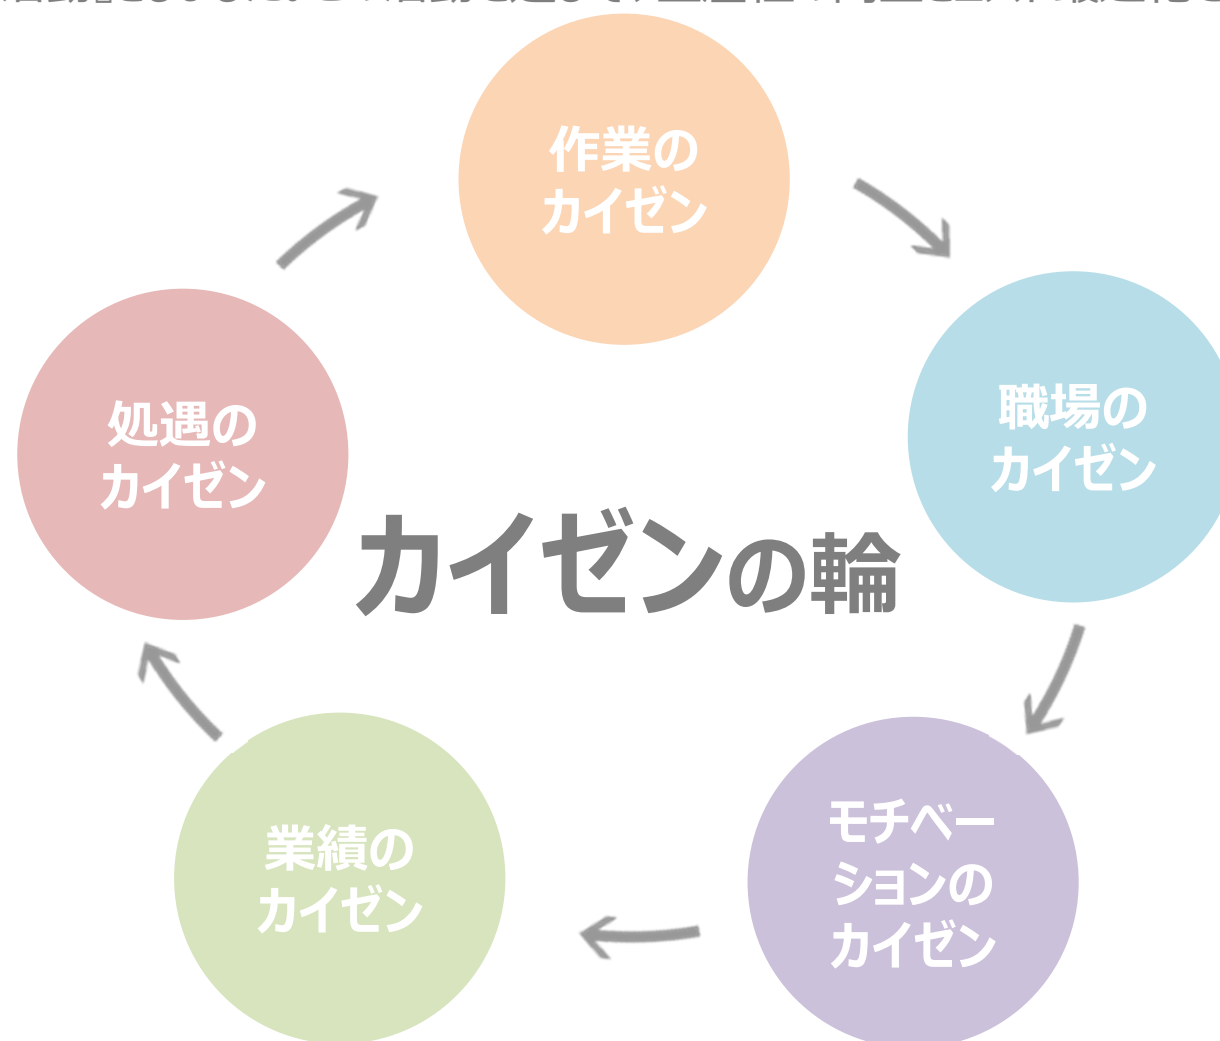 作業の
カイゼン
職場の
カイゼン
処遇の
カイゼン
カイゼンの輪
モチベー
ションの
カイゼン
業績の
カイゼン